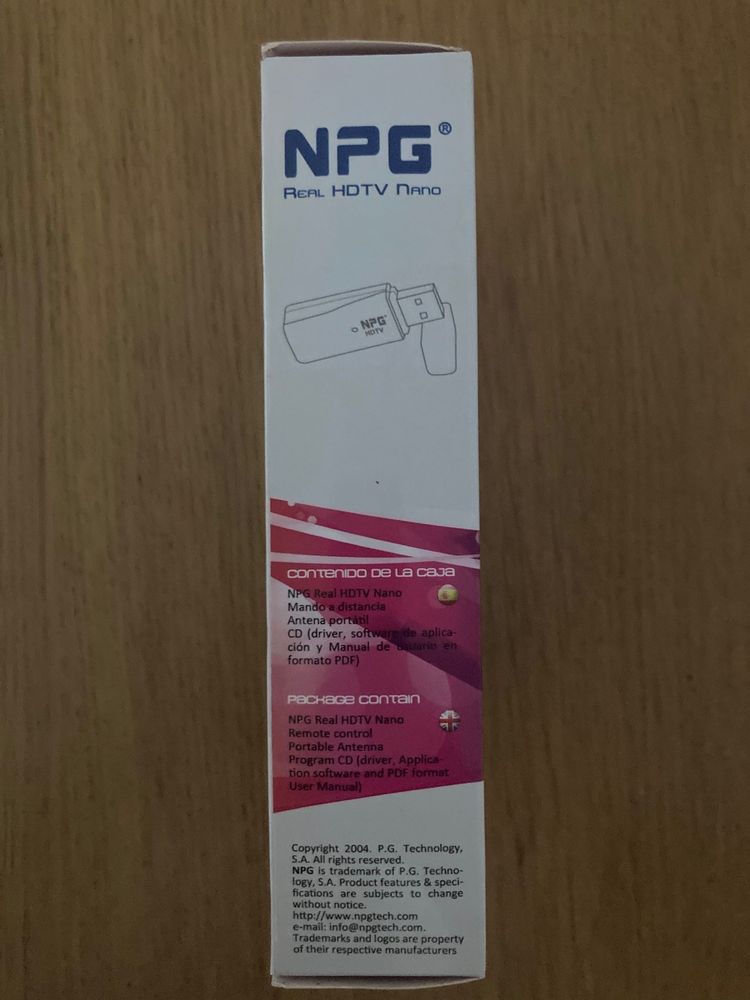 NPG®
Real HDTV Nano
NPG
HDTV
contenido de la caja
NPG Real HDTV Nano
Mando a distancia
Antena portátil
CD (driver, software de aplica-
ción y Manual de usuario en
formato PDF)
Package contain
NPG Real HDTV Nano
Remote control
Portable Antenna
Program CD (driver, Applica-
tion software and PDF format
User Manual)
Copyright 2004. P.G. Technology,
S.A. All rights reserved.
NPG is trademark of P.G. Techno-
logy, S.A. Product features & speci-
fications are subjects to change
without notice.
http://www.npgtech.com
e-mail: info@npgtech.com.
Trademarks and logos are property
of their respective manufacturers